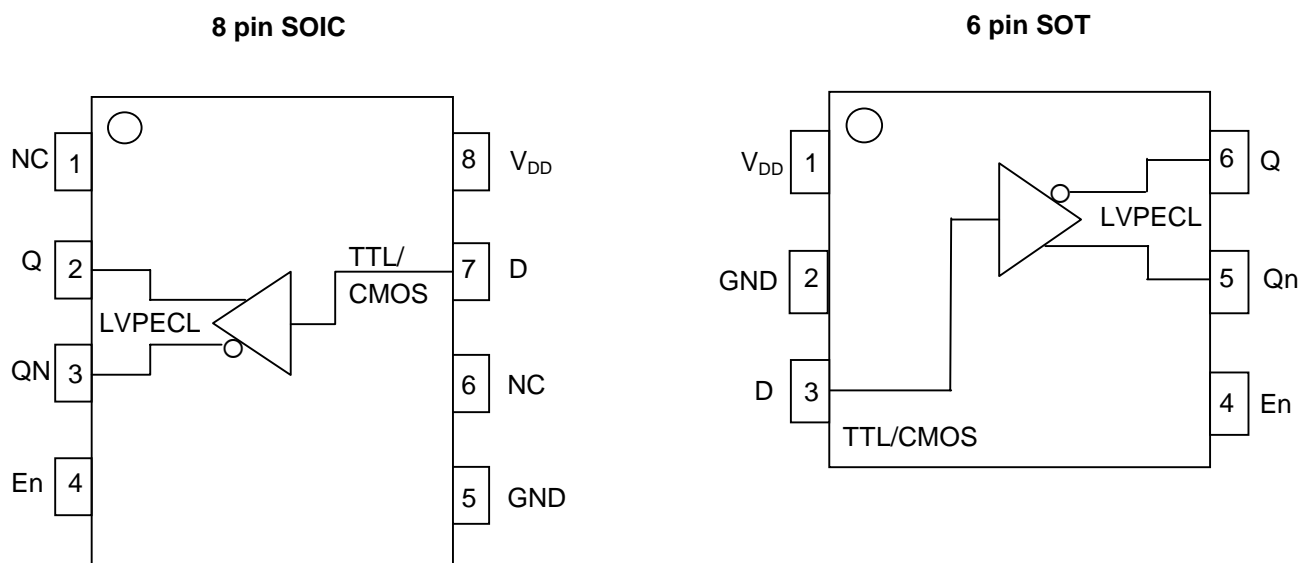 8 pin SOIC
NC 1
8 VDD
Q 2
TTL/
CMOS
7 D
LVPECL
QN 3
6 NC
En 4
5 GND
6 pin SOT
VDD 1
6 Q
LVPECL
GND 2
5 Qn
D 3
4 En
TTL/CMOS